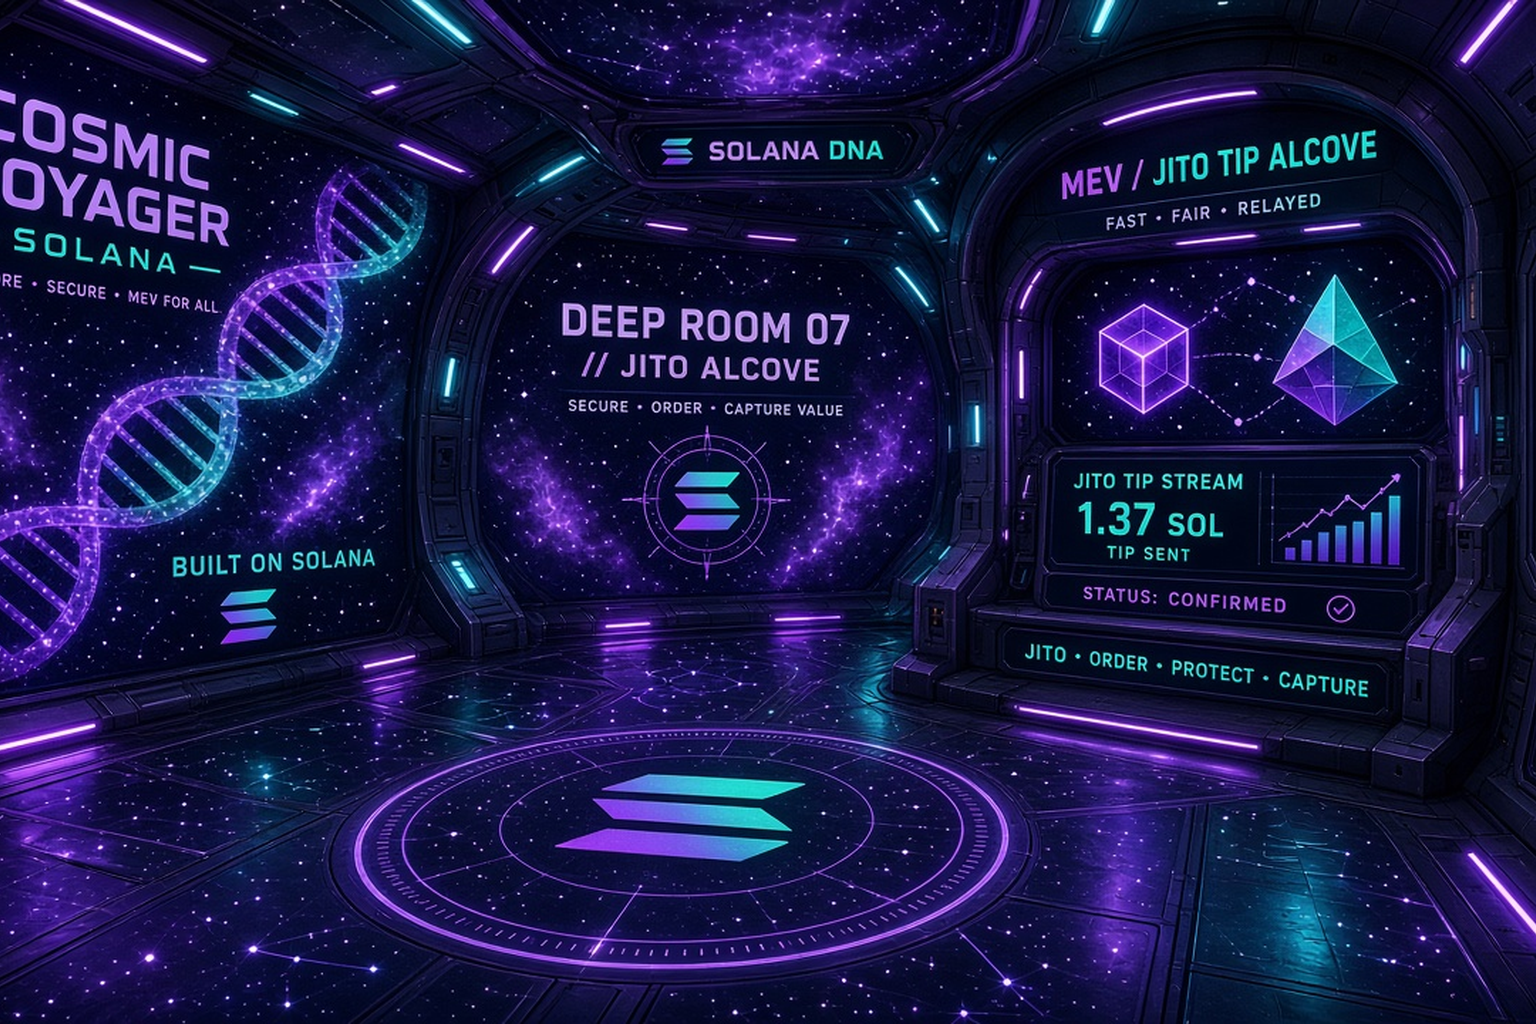 COSMIC
OYAGER
SOLANA —
RE • SECURE • MEV FOR ALL
BUILT ON SOLANA
SOLANA DNA
DEEP ROOM 07
// JITO ALCOVE
SECURE • ORDER • CAPTURE VALUE
MEV / JITO TIP ALCOVE
FAST • FAIR • RELAYED
JITO TIP STREAM
1.37 SOL
TIP SENT
STATUS: CONFIRMED
JITO • ORDER • PROTECT • CAPTURE